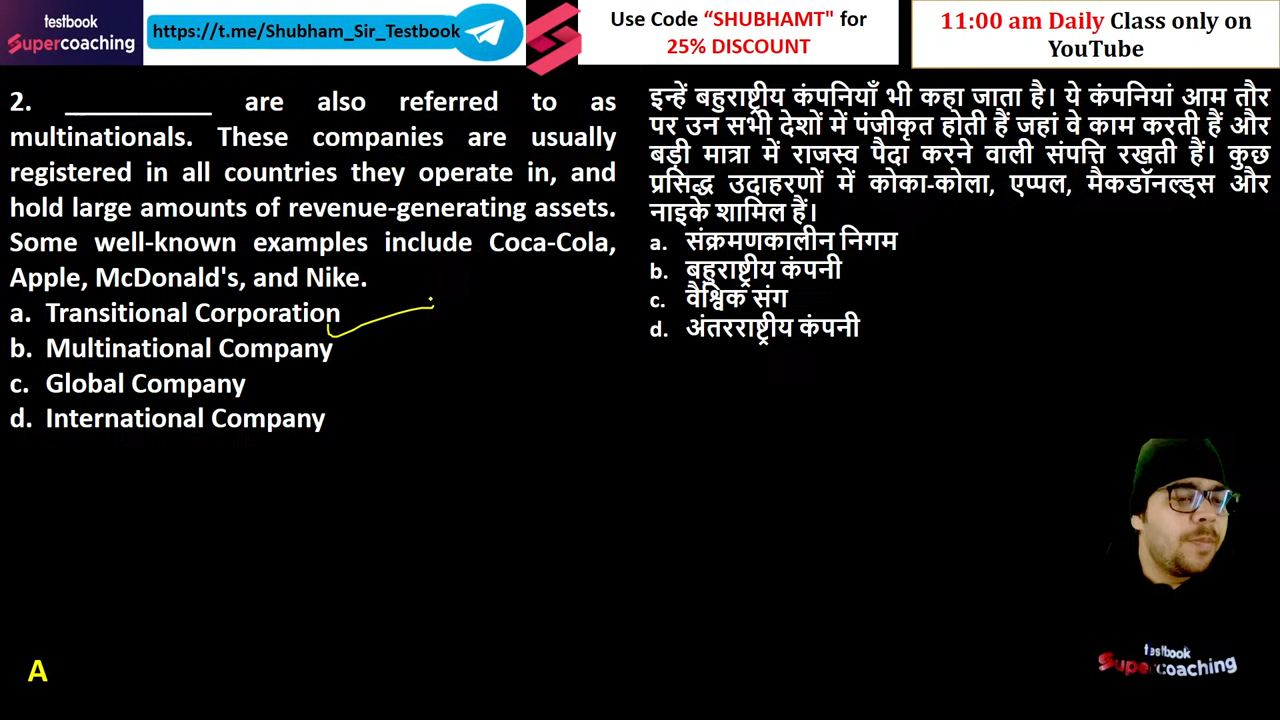 testbook
Supercoaching
https://t.me/Shubham_Sir_Testbook
Use Code “SHUBHAMT" for
25% DISCOUNT
11:00 am Daily Class only on
YouTube
2. __________ are also referred to as
multinationals. These companies are usually
registered in all countries they operate in, and
hold large amounts of revenue-generating assets.
Some well-known examples include Coca-Cola,
Apple, McDonald's, and Nike.
a. Transitional Corporation
b. Multinational Company
c. Global Company
d. International Company
इन्हें बहुराष्ट्रीय कंपनियाँ भी कहा जाता है। ये कंपनियां आम तौर
पर उन सभी देशों में पंजीकृत होती हैं जहां वे काम करती हैं और
बड़ी मात्रा में राजस्व पैदा करने वाली संपत्ति रखती हैं। कुछ
प्रसिद्ध उदाहरणों में कोका-कोला, एप्पल, मैकडॉनल्ड्स और
नाइके शामिल हैं।
a. संक्रमणकालीन निगम
b. बहुराष्ट्रीय कंपनी
c. वैश्विक संग
d. अंतरराष्ट्रीय कंपनी
A
testbook
Supercoaching